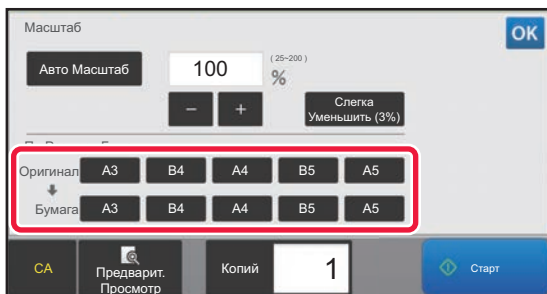 Масштаб
OK
Авто Масштаб
100
(25~200)
%
−
+
Слегка
Уменьшить (3%)
Оригинал
A3
B4
A4
B5
A5
Бумага
A3
B4
A4
B5
A5
CA
Предварит.
Просмотр
Копий
1
Старт